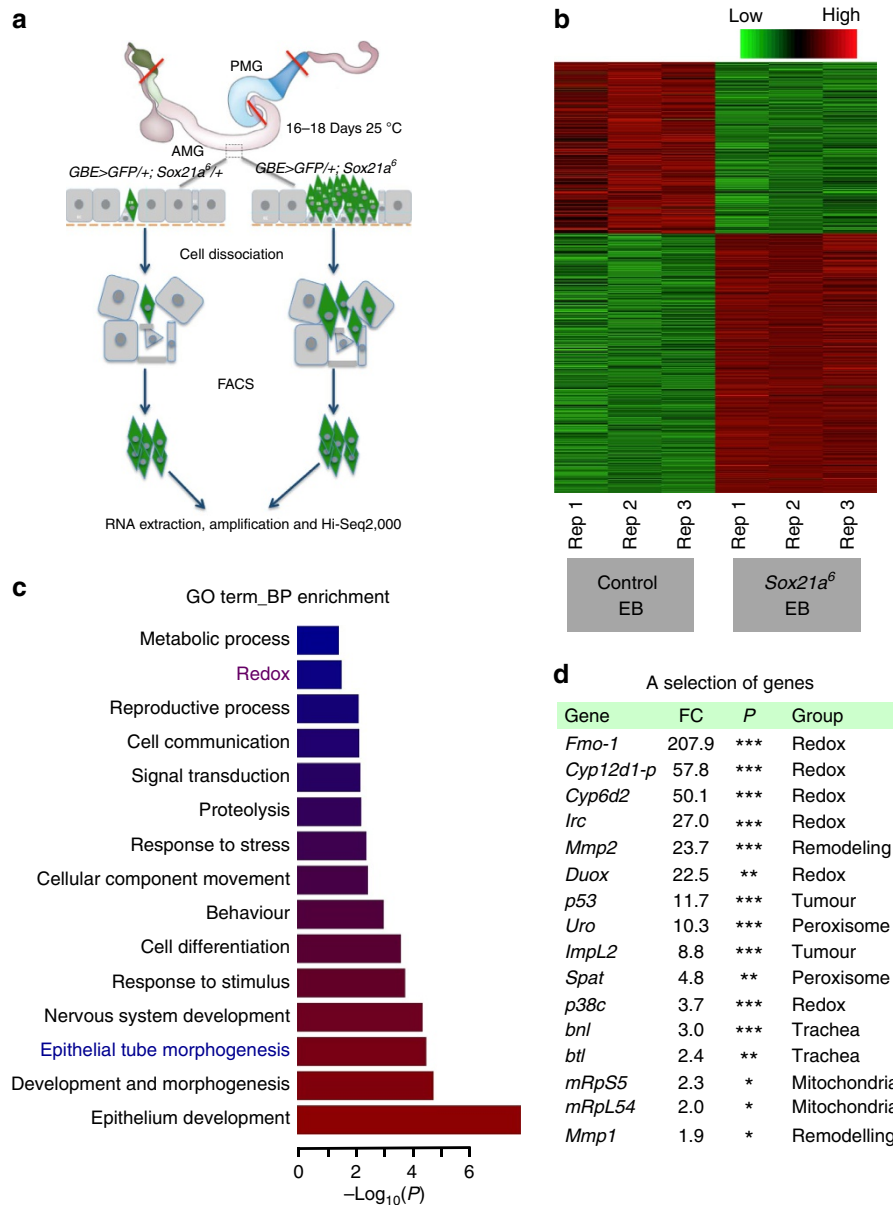 a
PMG
16–18 Days 25 °C
AMG
GBE>GFP/+; Sox21a⁶/+
GBE>GFP/+; Sox21a⁶
Cell dissociation
FACS
RNA extraction, amplification and Hi-Seq2,000
b
Low High
Rep 1
Rep 2
Rep 3
Rep 1
Rep 2
Rep 3
Control
EB
Sox21a⁶
EB
c
GO term_BP enrichment
Metabolic process
Redox
Reproductive process
Cell communication
Signal transduction
Proteolysis
Response to stress
Cellular component movement
Behaviour
Cell differentiation
Response to stimulus
Nervous system development
Epithelial tube morphogenesis
Development and morphogenesis
Epithelium development
0 2 4 6
–Log₁₀(P)
d
A selection of genes
Gene FC P Group
Fmo-1 207.9 *** Redox
Cyp12d1-p 57.8 *** Redox
Cyp6d2 50.1 *** Redox
Irc 27.0 *** Redox
Mmp2 23.7 *** Remodeling
Duox 22.5 ** Redox
p53 11.7 *** Tumour
Uro 10.3 *** Peroxisome
ImpL2 8.8 *** Tumour
Spat 4.8 ** Peroxisome
p38c 3.7 *** Redox
bnl 3.0 *** Trachea
btl 2.4 ** Trachea
mRpS5 2.3 * Mitochondria
mRpL54 2.0 * Mitochondria
Mmp1 1.9 * Remodelling